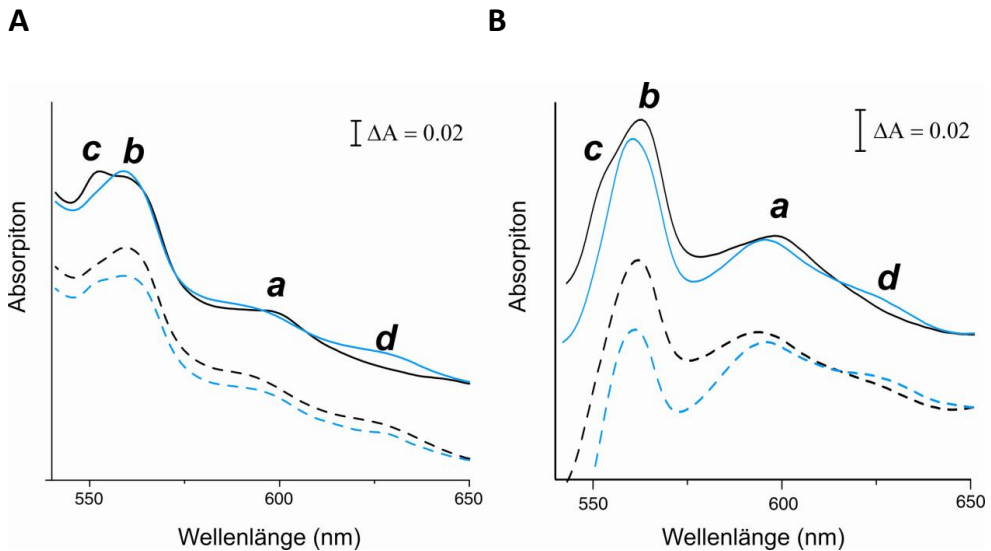 A
B
c b
a
d
ΔA = 0.02
Absorpiton
550
600
650
Wellenlänge (nm)
b
c
a
d
ΔA = 0.02
Absorpiton
550
600
650
Wellenlänge (nm)